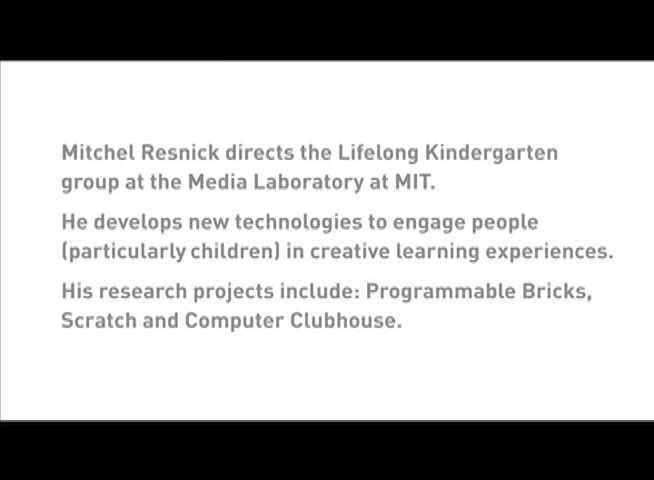 Mitchel Resnick directs the Lifelong Kindergarten
group at the Media Laboratory at MIT.
He develops new technologies to engage people
(particularly children) in creative learning experiences.
His research projects include: Programmable Bricks,
Scratch and Computer Clubhouse.